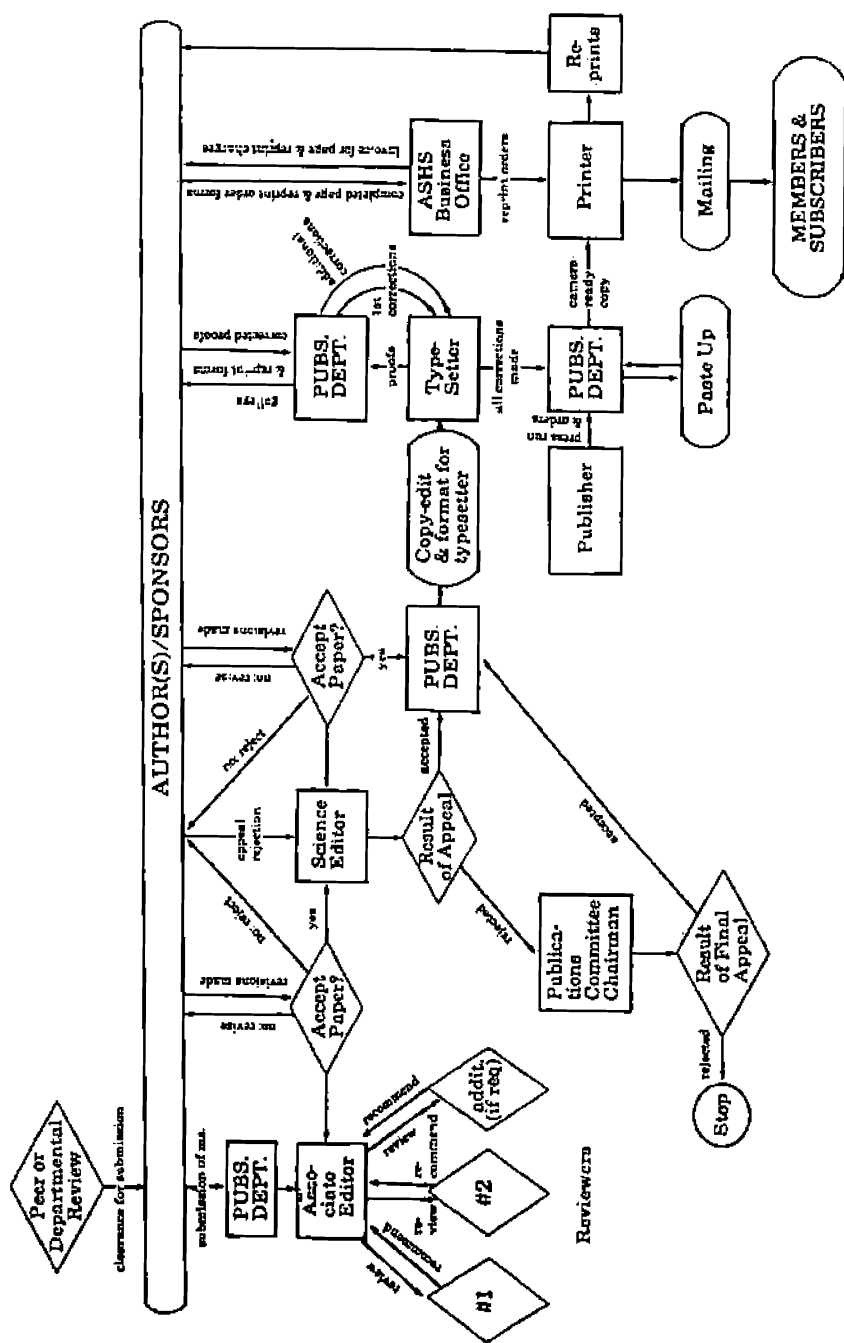 Peer or
Departmental
Review
clearance for submission
AUTHOR(S)/SPONSORS
submission of ms.
PUBS.
DEPT.
Asso-
ciate
Editor
review
recommend
#1
re-
view
re-
commend
#2
review
recommend
addit.
(if req)
Reviewers
no: revise
revisions made
Accept
Paper?
no: reject
yes
appeal
rejection
Science
Editor
no: reject
no: revise
revisions made
Accept
Paper?
yes
Result
of Appeal
accepted
rejected
PUBS.
DEPT.
Publica-
tions
Committee
Chairman
accepted
Result
of Final
Appeal
rejected
Stop
Copy-edit
& format for
typesetter
galleys
& reprint forms
corrected proofs
PUBS.
DEPT.
additional
corrections
1st
corrections
proofs
Type-
Setter
all corrections
made
Publisher
press run
& orders
PUBS.
DEPT.
Paste Up
camera-
ready
copy
completed page & reprint order forms
invoice for page & reprint charges
ASHS
Business
Office
reprint orders
Printer
Re-
prints
Mailing
MEMBERS &
SUBSCRIBERS